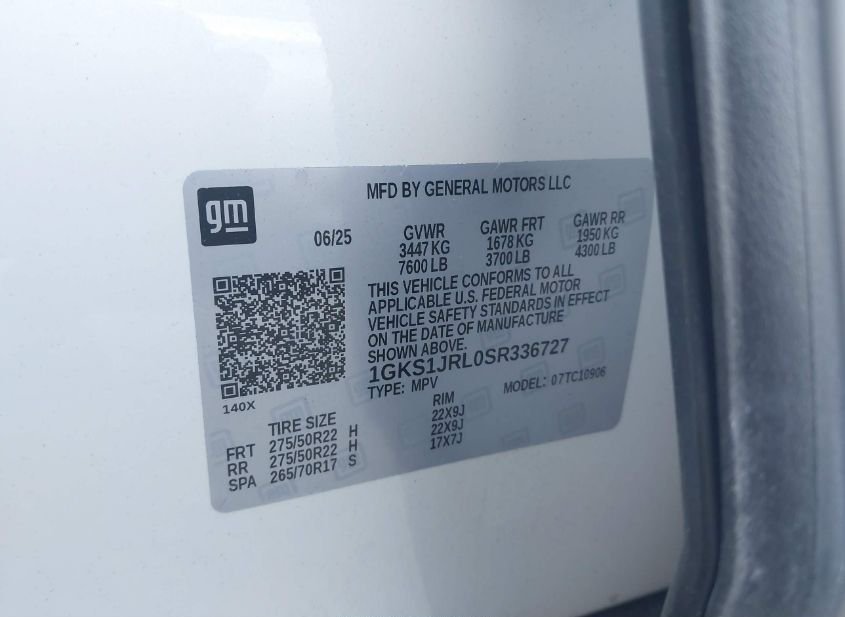 MFD BY GENERAL MOTORS LLC
gm
06/25
GVWR GAWR FRT GAWR RR
3447 KG 1678 KG 1950 KG
7600 LB 3700 LB 4300 LB
THIS VEHICLE CONFORMS TO ALL
APPLICABLE U.S. FEDERAL MOTOR
VEHICLE SAFETY STANDARDS IN EFFECT
ON THE DATE OF MANUFACTURE
SHOWN ABOVE.
1GKS1JRL0SR336727
TYPE: MPV MODEL: 07TC10906
140X
TIRE SIZE RIM
FRT 275/50R22 H 22X9J
RR 275/50R22 H 22X9J
SPA 265/70R17 S 17X7J